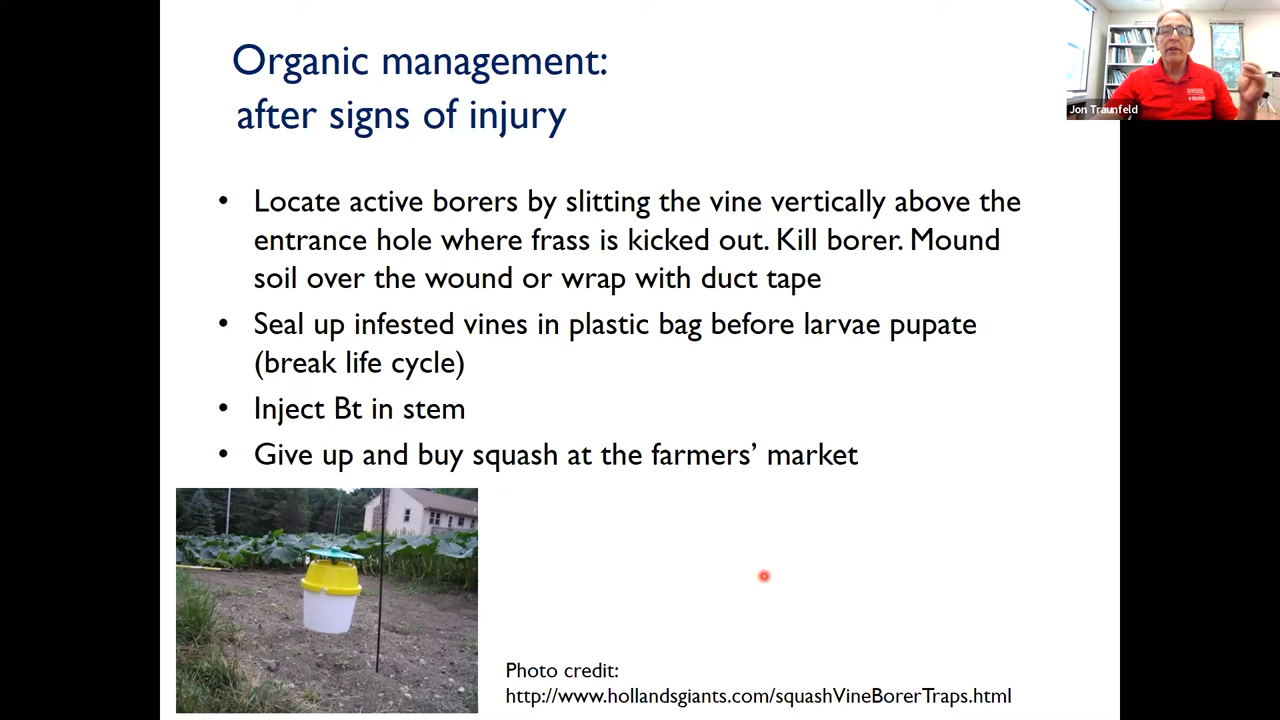 Organic management:
after signs of injury
Jon Traunfeld
• Locate active borers by slitting the vine vertically above the
entrance hole where frass is kicked out. Kill borer. Mound
soil over the wound or wrap with duct tape
• Seal up infested vines in plastic bag before larvae pupate
(break life cycle)
• Inject Bt in stem
• Give up and buy squash at the farmers’ market
Photo credit:
http://www.hollandsgiants.com/squashVineBorerTraps.html